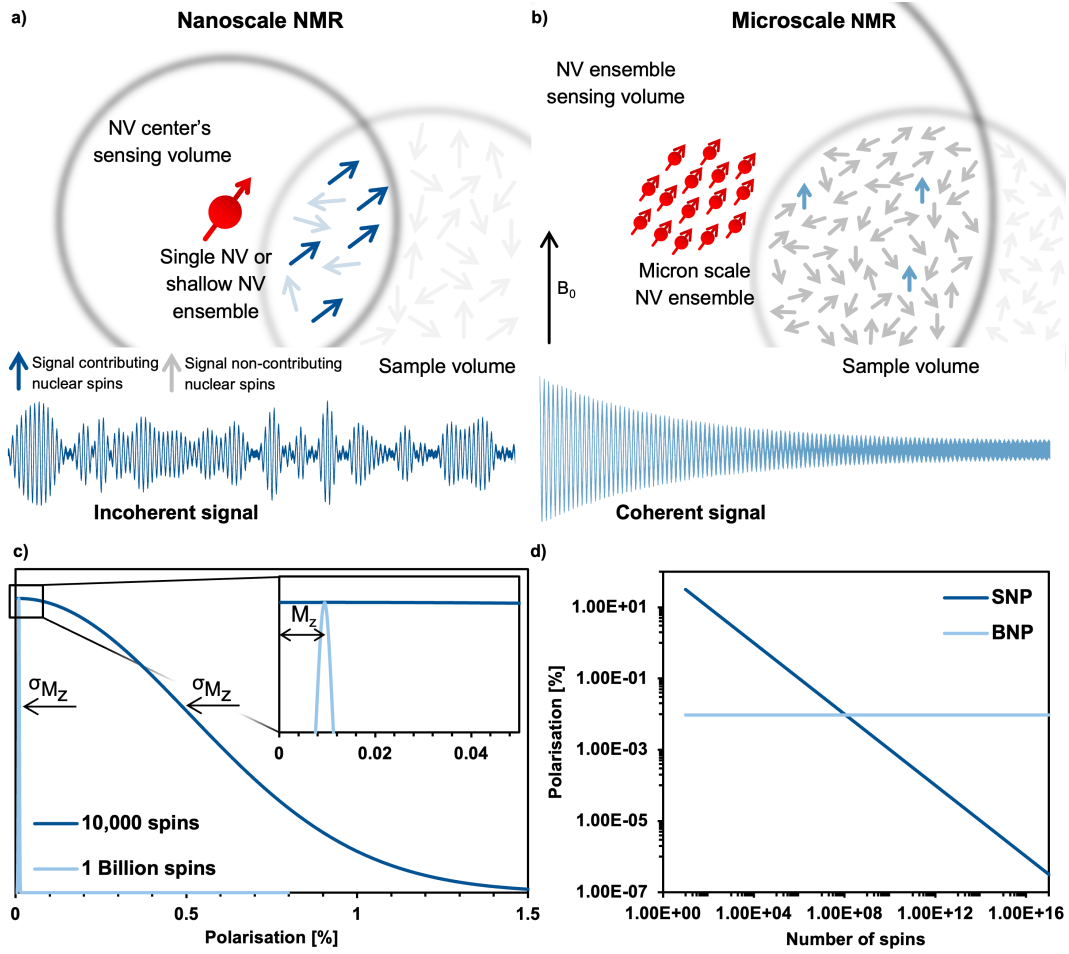 a)
Nanoscale NMR
NV center's
sensing volume
Single NV or
shallow NV
ensemble
Signal contributing
nuclear spins
Signal non-contributing
nuclear spins
Sample volume
Incoherent signal
b)
Microscale NMR
NV ensemble
sensing volume
B₀
Micron scale
NV ensemble
Sample volume
Coherent signal
c)
Mz
σMz
σMz
0
0.02
0.04
10,000 spins
1 Billion spins
0
0.5
1
1.5
Polarisation [%]
d)
SNP
BNP
Polarisation [%]
1.00E+01
1.00E-01
1.00E-03
1.00E-05
1.00E-07
1.00E+00
1.00E+04
1.00E+08
1.00E+12
1.00E+16
Number of spins